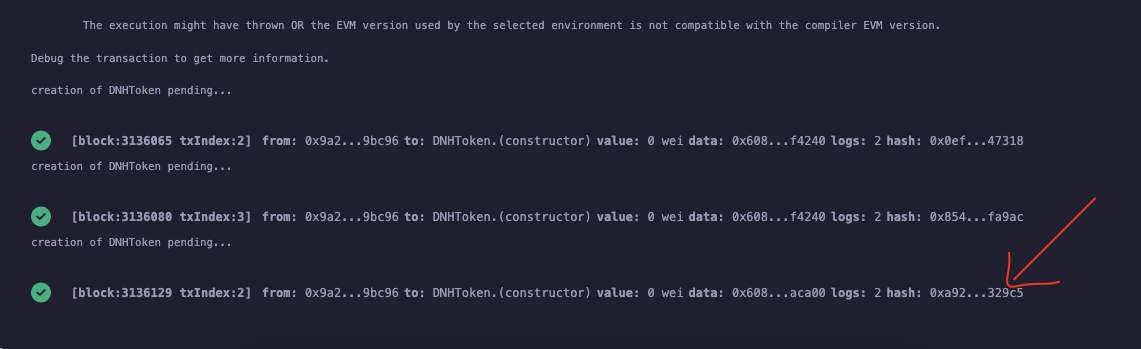 The execution might have thrown OR the EVM version used by the selected environment is not compatible with the compiler EVM version.
Debug the transaction to get more information.
creation of DNHToken pending...
[block:3136065 txIndex:2] from: 0x9a2...9bc96 to: DNHToken.(constructor) value: 0 wei data: 0x608...f4240 logs: 2 hash: 0x0ef...47318
creation of DNHToken pending...
[block:3136080 txIndex:3] from: 0x9a2...9bc96 to: DNHToken.(constructor) value: 0 wei data: 0x608...f4240 logs: 2 hash: 0x854...fa9ac
creation of DNHToken pending...
[block:3136129 txIndex:2] from: 0x9a2...9bc96 to: DNHToken.(constructor) value: 0 wei data: 0x608...aca00 logs: 2 hash: 0xa92...329c5